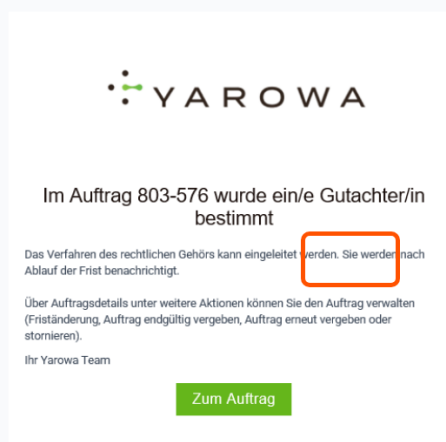 YAROWA
Im Auftrag 803-576 wurde ein/e Gutachter/in
bestimmt
Das Verfahren des rechtlichen Gehörs kann eingeleitet werden. Sie werden nach
Ablauf der Frist benachrichtigt.
Über Auftragsdetails unter weitere Aktionen können Sie den Auftrag verwalten
(Friständerung, Auftrag endgültig vergeben, Auftrag erneut vergeben oder
stornieren).
Ihr Yarowa Team
Zum Auftrag